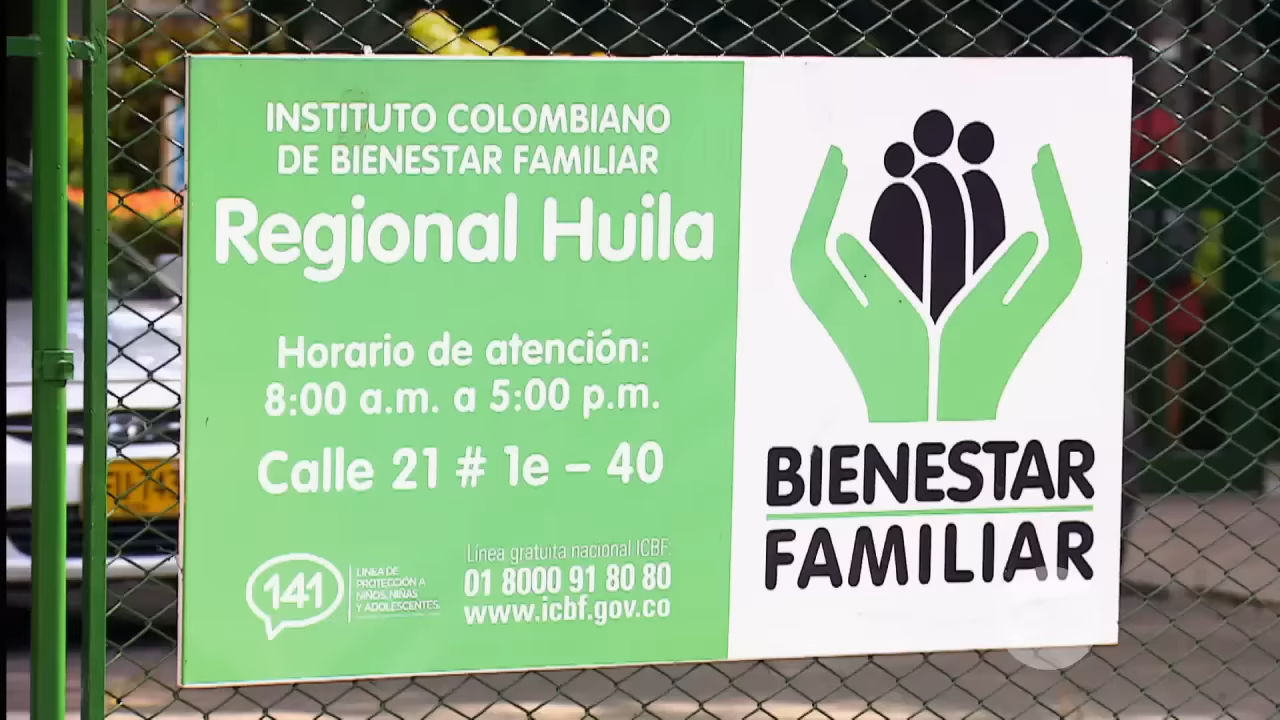 INSTITUTO COLOMBIANO
DE BIENESTAR FAMILIAR
Regional Huila
Horario de atención:
8:00 a.m. a 5:00 p.m.
Calle 21 # 1e – 40
141
LINEA DE
PROTECCIÓN A
NIÑOS, NIÑAS
Y ADOLESCENTES
Línea gratuita nacional ICBF
01 8000 91 80 80
www.icbf.gov.co
BIENESTAR
FAMILIAR